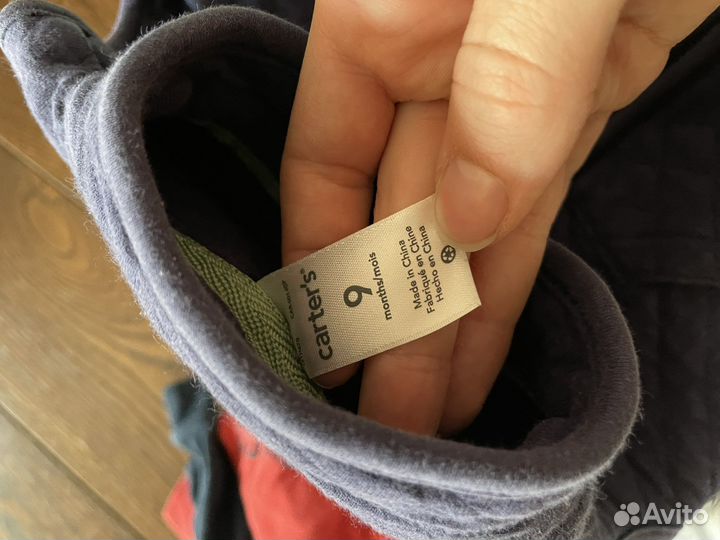 carter's®
9
months/mois
Made in China
Fabriqué en Chine
Hecho en China
Avito